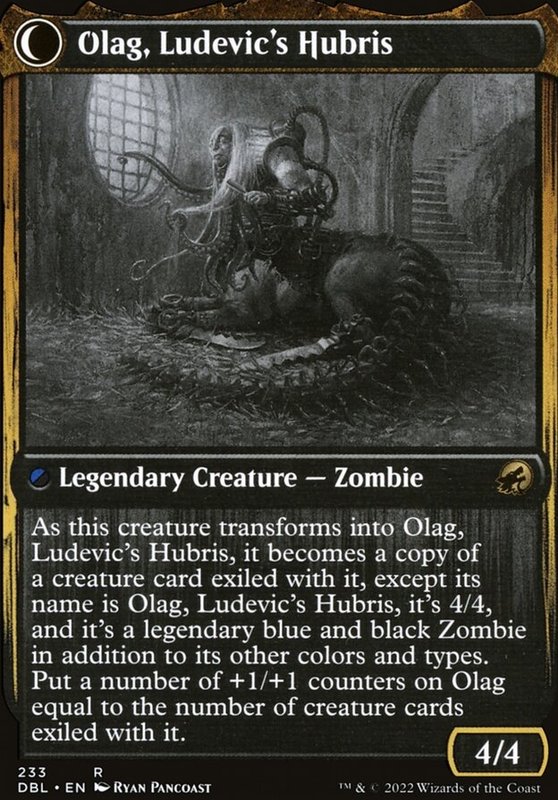 Olag, Ludevic's Hubris
Legendary Creature — Zombie
As this creature transforms into Olag,
Ludevic's Hubris, it becomes a copy of
a creature card exiled with it, except its
name is Olag, Ludevic's Hubris, it's 4/4,
and it's a legendary blue and black Zombie
in addition to its other colors and types.
Put a number of +1/+1 counters on Olag
equal to the number of creature cards
exiled with it.
4/4
233 R
DBL • EN Ryan Pancoast
™ & © 2022 Wizards of the Coast